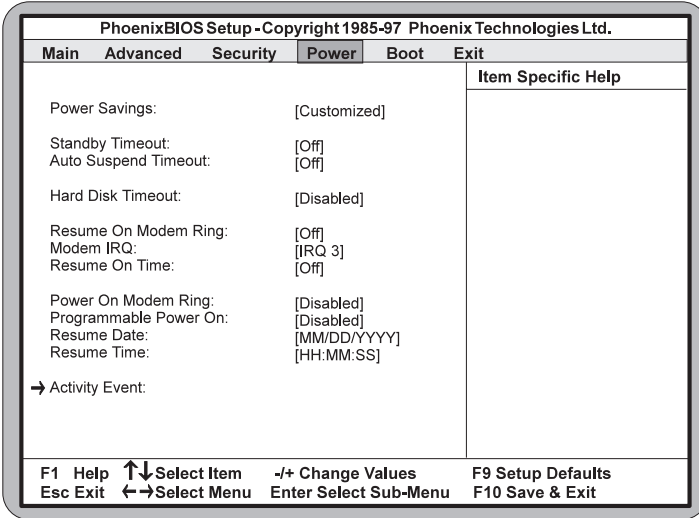 PhoenixBIOS Setup - Copyright 1985-97 Phoenix Technologies Ltd.
Main Advanced Security Power Boot Exit
Item Specific Help
Power Savings: [Customized]
Standby Timeout: [Off]
Auto Suspend Timeout: [Off]
Hard Disk Timeout: [Disabled]
Resume On Modem Ring: [Off]
Modem IRQ: [IRQ 3]
Resume On Time: [Off]
Power On Modem Ring: [Disabled]
Programmable Power On: [Disabled]
Resume Date: [MM/DD/YYYY]
Resume Time: [HH:MM:SS]
→ Activity Event:
F1 Help ↑↓ Select Item -/+ Change Values F9 Setup Defaults
Esc Exit ←→ Select Menu Enter Select Sub-Menu F10 Save & Exit